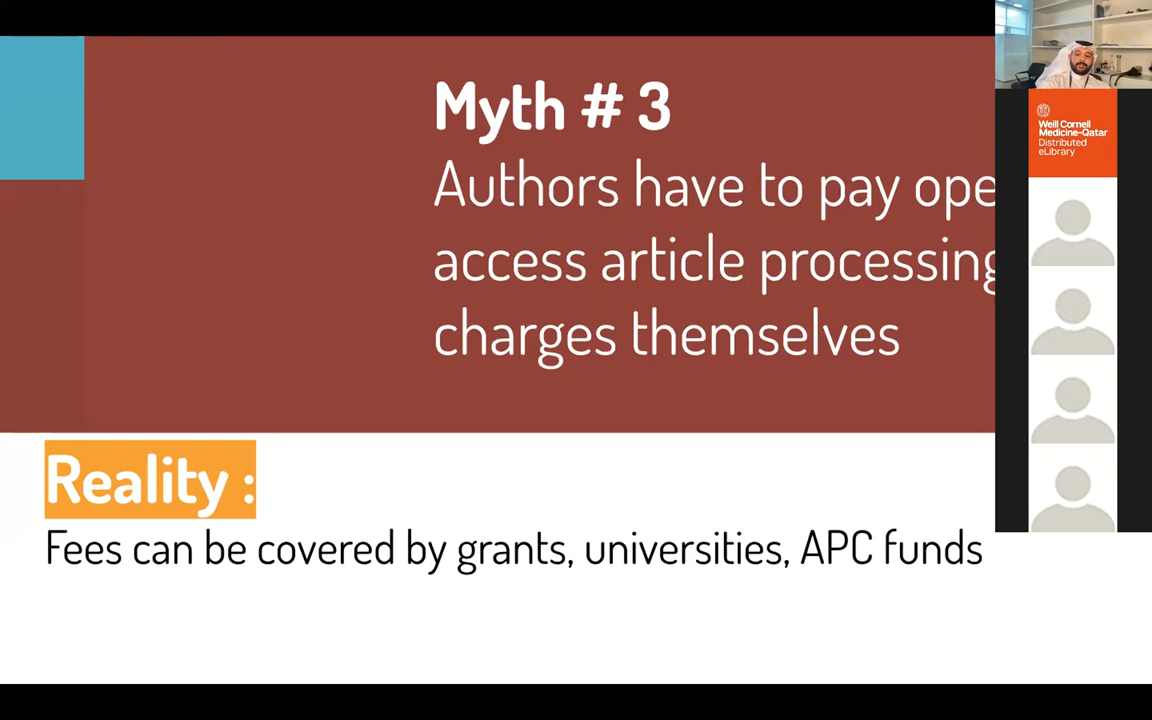 Myth # 3
Authors have to pay ope
access article processing
charges themselves
Reality :
Fees can be covered by grants, universities, APC funds
Weill Cornell
Medicine-Qatar
Distributed
eLibrary